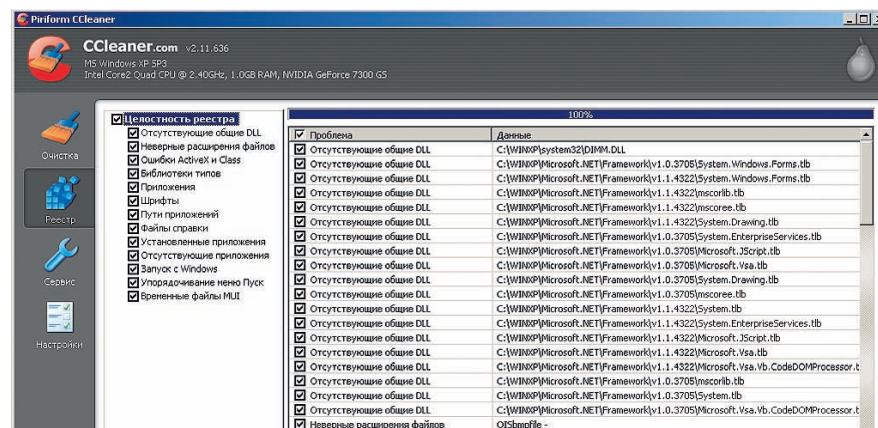 Piriform CCleaner
CCleaner.com v2.11.636
MS Windows XP SP3
Intel Core2 Quad CPU @ 2.40GHz, 1.0GB RAM, NVIDIA GeForce 7300 GS
Очистка
Реестр
Сервис
Настройки
Целостность реестра
Отсутствующие общие DLL
Неверные расширения файлов
Ошибки ActiveX и Class
Библиотеки типов
Приложения
Шрифты
Пути приложений
Файлы справки
Установленные приложения
Отсутствующие приложения
Запуск с Windows
Упорядочивание меню Пуск
Временные файлы MUI
100%
Проблема Данные
Отсутствующие общие DLL C:\WINXP\system32\DIMM.DLL
Отсутствующие общие DLL C:\WINXP\Microsoft.NET\Framework\v1.0.3705\System.Windows.Forms.tlb
Отсутствующие общие DLL C:\WINXP\Microsoft.NET\Framework\v1.1.4322\System.Windows.Forms.tlb
Отсутствующие общие DLL C:\WINXP\Microsoft.NET\Framework\v1.1.4322\mscorlib.tlb
Отсутствующие общие DLL C:\WINXP\Microsoft.NET\Framework\v1.1.4322\mscoree.tlb
Отсутствующие общие DLL C:\WINXP\Microsoft.NET\Framework\v1.1.4322\System.Drawing.tlb
Отсутствующие общие DLL C:\WINXP\Microsoft.NET\Framework\v1.0.3705\System.EnterpriseServices.tlb
Отсутствующие общие DLL C:\WINXP\Microsoft.NET\Framework\v1.0.3705\Microsoft.JScript.tlb
Отсутствующие общие DLL C:\WINXP\Microsoft.NET\Framework\v1.0.3705\Microsoft.Vsa.tlb
Отсутствующие общие DLL C:\WINXP\Microsoft.NET\Framework\v1.0.3705\System.Drawing.tlb
Отсутствующие общие DLL C:\WINXP\Microsoft.NET\Framework\v1.0.3705\mscoree.tlb
Отсутствующие общие DLL C:\WINXP\Microsoft.NET\Framework\v1.1.4322\System.tlb
Отсутствующие общие DLL C:\WINXP\Microsoft.NET\Framework\v1.1.4322\System.EnterpriseServices.tlb
Отсутствующие общие DLL C:\WINXP\Microsoft.NET\Framework\v1.1.4322\Microsoft.JScript.tlb
Отсутствующие общие DLL C:\WINXP\Microsoft.NET\Framework\v1.1.4322\Microsoft.Vsa.tlb
Отсутствующие общие DLL C:\WINXP\Microsoft.NET\Framework\v1.1.4322\Microsoft.Vsa.Vb.CodeDOMProcessor.t
Отсутствующие общие DLL C:\WINXP\Microsoft.NET\Framework\v1.0.3705\mscorlib.tlb
Отсутствующие общие DLL C:\WINXP\Microsoft.NET\Framework\v1.0.3705\System.tlb
Отсутствующие общие DLL C:\WINXP\Microsoft.NET\Framework\v1.0.3705\Microsoft.Vsa.Vb.CodeDOMProcessor.t
Неверные расширения файлов OISbmpfile -